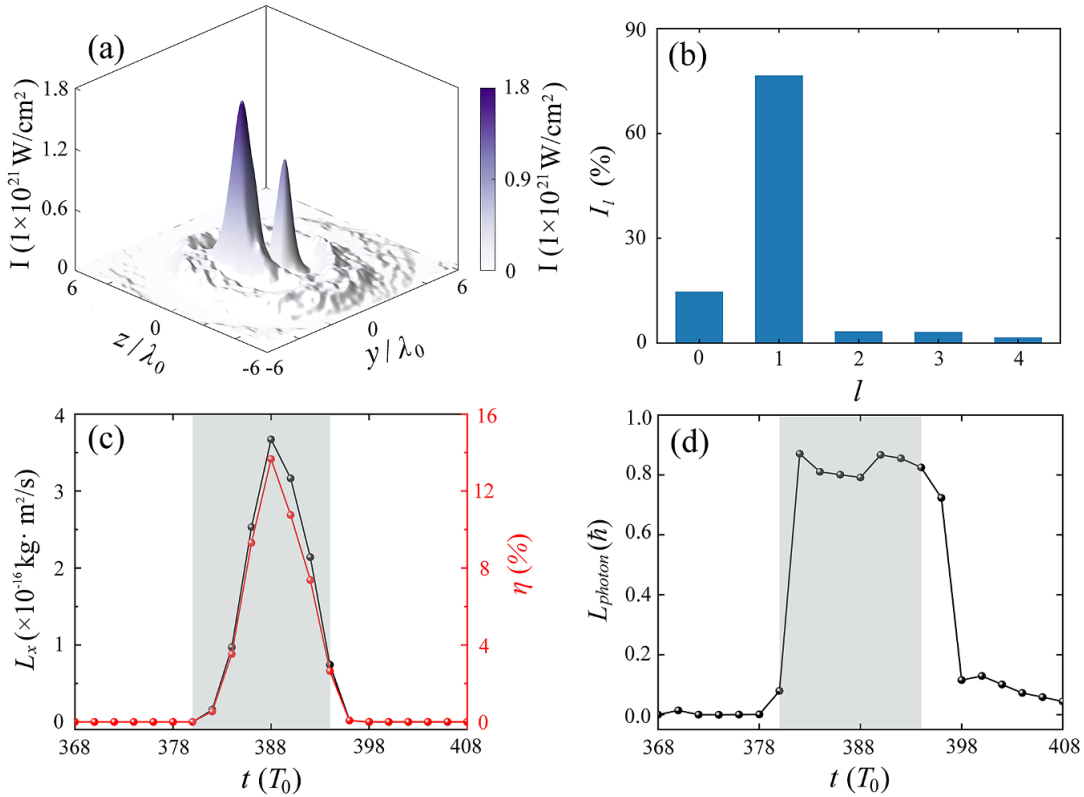 (a)
I (1×10²¹ W/cm²)
1.8
1.2
0.6
0
6
0
-6
z / λ₀
-6
0
6
y / λ₀
1.8
0.9
0
I (1×10²¹ W/cm²)
(b)
I_l (%)
90
60
30
0
0 1 2 3 4
l
(c)
L_x (×10⁻¹⁶ kg· m²/s)
4
3
2
1
0
16
12
8
4
0
η (%)
368 378 388 398 408
t (T₀)
(d)
L_photon (ħ)
1.0
0.8
0.6
0.4
0.2
0.0
368 378 388 398 408
t (T₀)